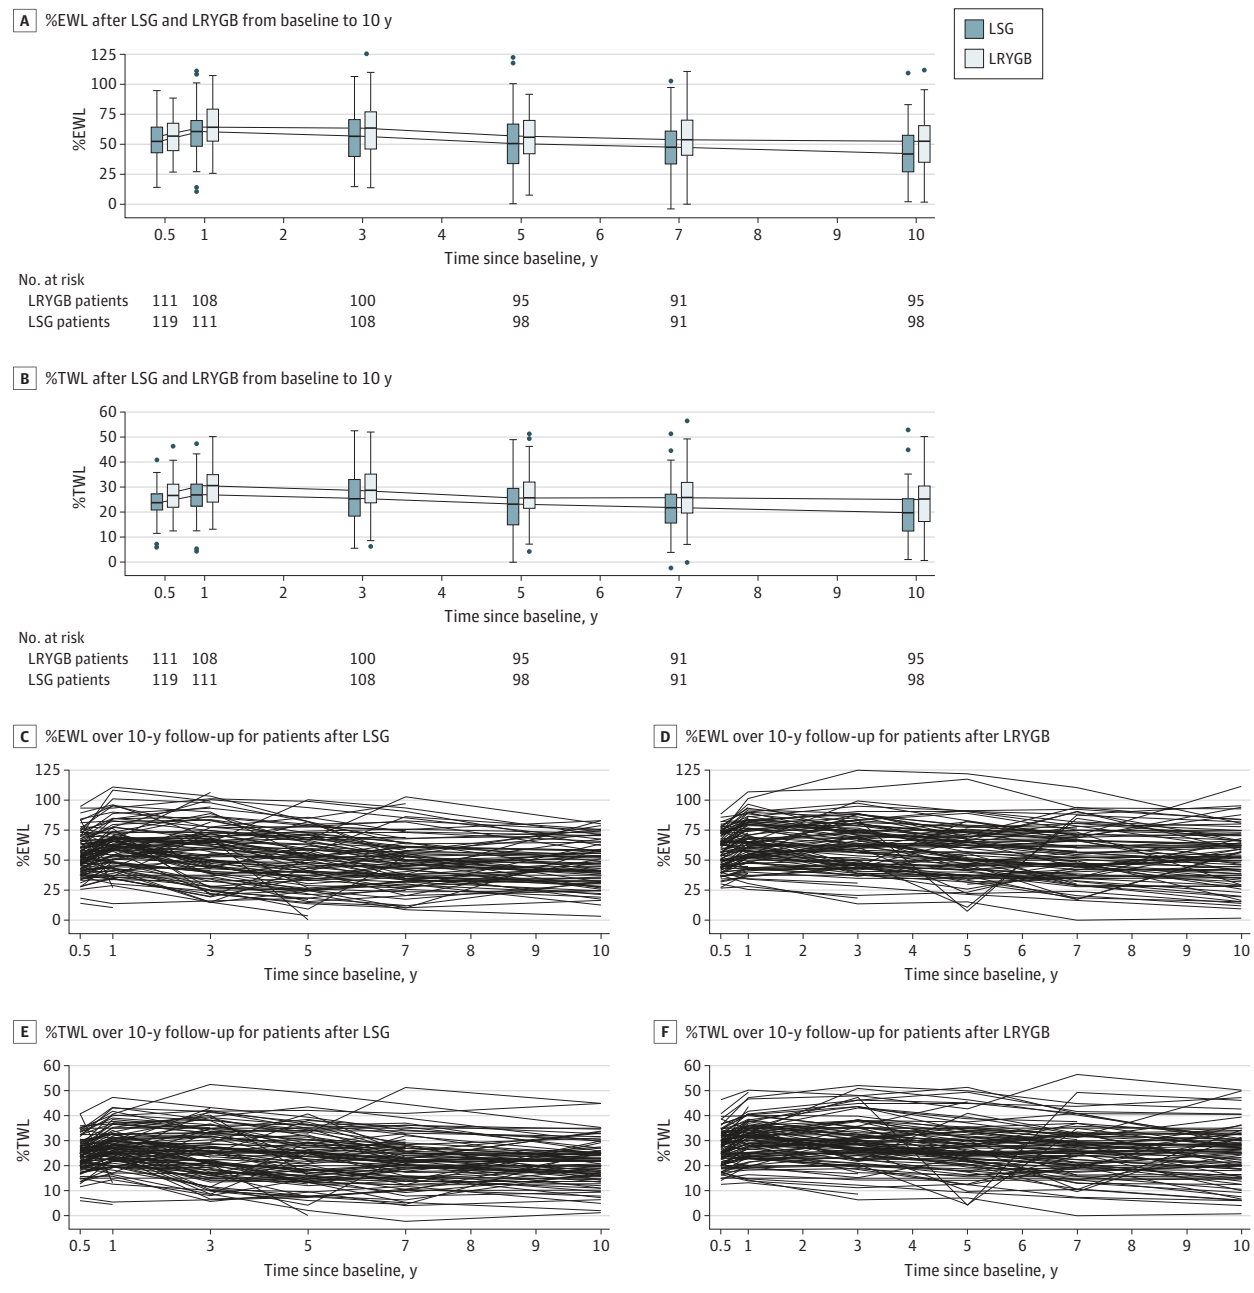 A %EWL after LSG and LRYGB from baseline to 10 y
LSG
LRYGB
%EWL
125
100
75
50
25
0
0.5 1 2 3 4 5 6 7 8 9 10
Time since baseline, y
No. at risk
LRYGB patients 111 108 100 95 91 95
LSG patients 119 111 108 98 91 98
B %TWL after LSG and LRYGB from baseline to 10 y
%TWL
60
50
40
30
20
10
0
0.5 1 2 3 4 5 6 7 8 9 10
Time since baseline, y
No. at risk
LRYGB patients 111 108 100 95 91 95
LSG patients 119 111 108 98 91 98
C %EWL over 10-y follow-up for patients after LSG
%EWL
125
100
75
50
25
0
0.5 1 3 5 7 8 9 10
Time since baseline, y
D %EWL over 10-y follow-up for patients after LRYGB
%EWL
125
100
75
50
25
0
0.5 1 2 3 4 5 6 7 8 9 10
Time since baseline, y
E %TWL over 10-y follow-up for patients after LSG
%TWL
60
50
40
30
20
10
0
0.5 1 3 5 7 8 9 10
Time since baseline, y
F %TWL over 10-y follow-up for patients after LRYGB
%TWL
60
50
40
30
20
10
0
0.5 1 2 3 4 5 6 7 8 9 10
Time since baseline, y